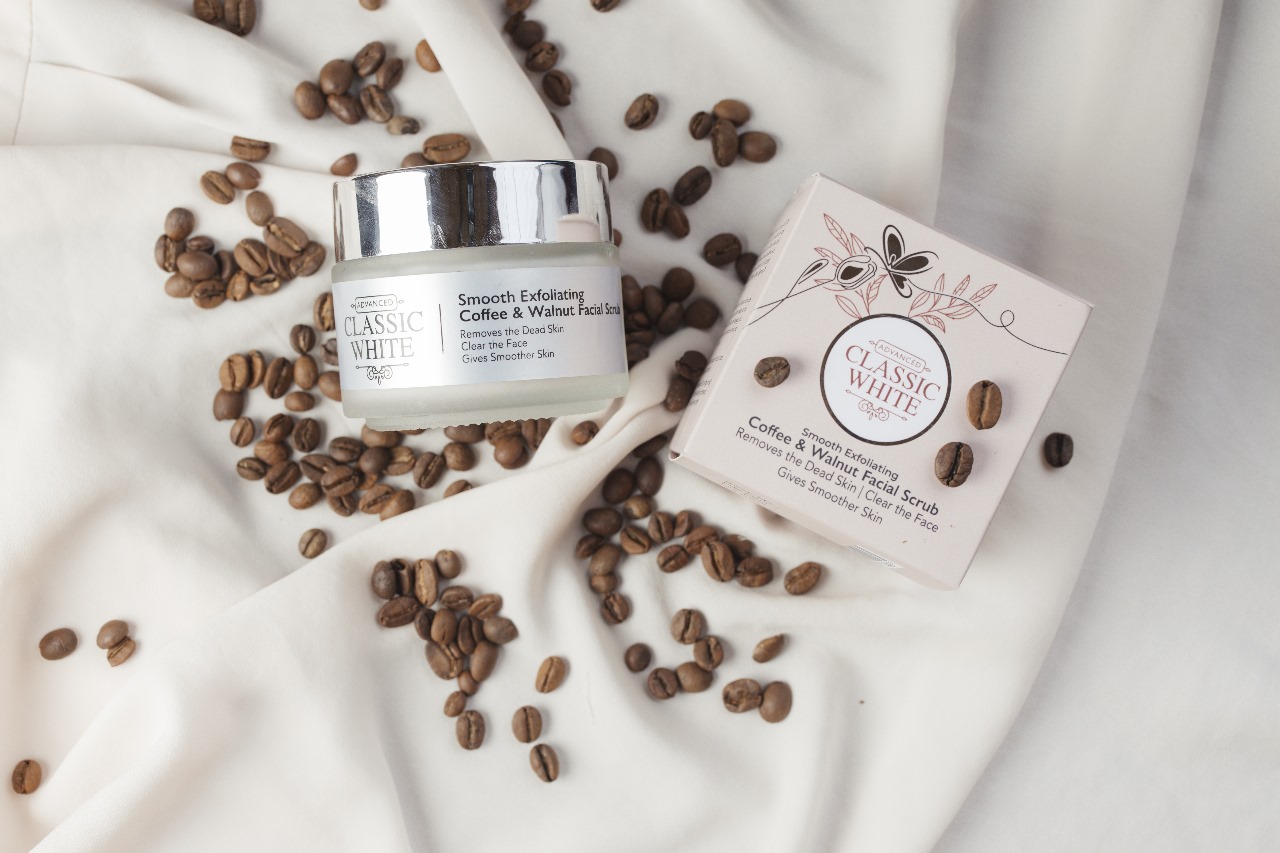 ADVANCED
CLASSIC
WHITE
Smooth Exfoliating
Coffee & Walnut Facial Scrub
Removes the Dead Skin
Clear the Face
Gives Smoother Skin
ADVANCED
CLASSIC
WHITE
Smooth Exfoliating
Coffee & Walnut Facial Scrub
Removes the Dead Skin | Clear the Face
Gives Smoother Skin